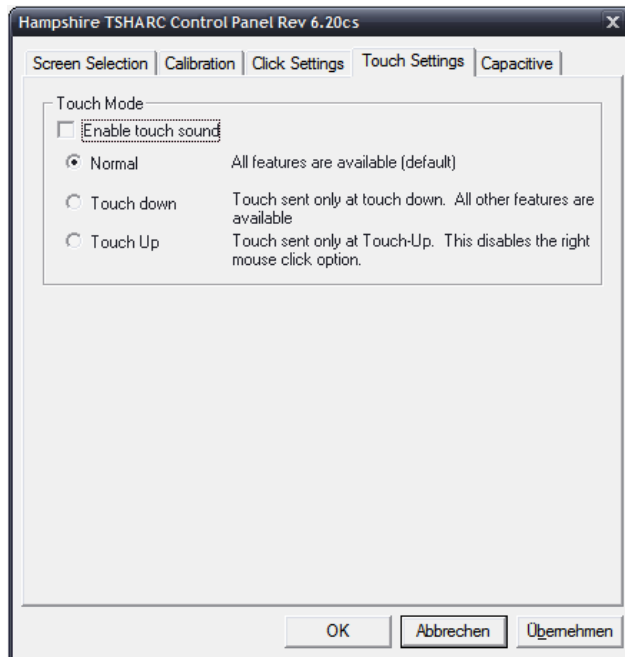 Hampshire TSHARC Control Panel Rev 6.20cs
Screen Selection Calibration Click Settings Touch Settings Capacitive
Touch Mode
Enable touch sound
Normal All features are available (default)
Touch down Touch sent only at touch down. All other features are
available
Touch Up Touch sent only at Touch-Up. This disables the right
mouse click option.
OK Abbrechen Übernehmen